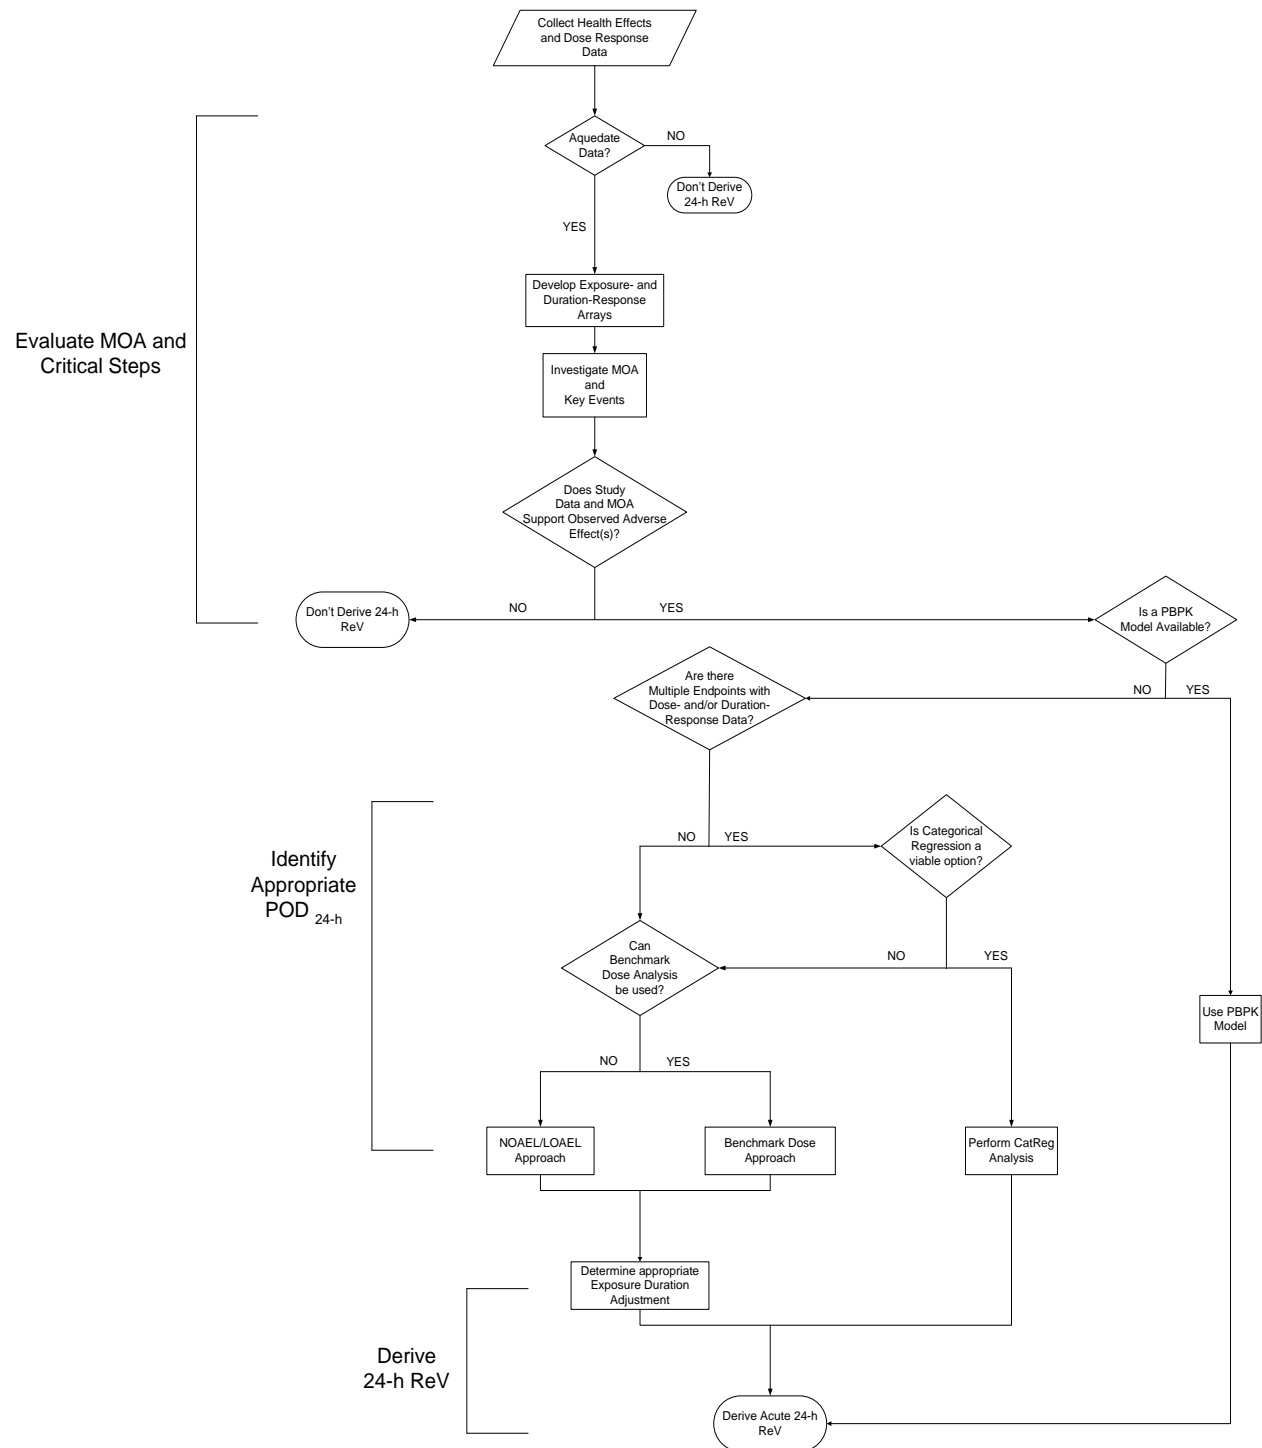 Collect Health Effects
and Dose Response
Data
Aquedate
Data?
NO
Don't Derive
24-h ReV
YES
Develop Exposure- and
Duration-Response
Arrays
Evaluate MOA and
Critical Steps
Investigate MOA
and
Key Events
Does Study
Data and MOA
Support Observed Adverse
Effect(s)?
Don't Derive 24-h
ReV
NO
YES
Is a PBPK
Model Available?
Are there
Multiple Endpoints with
Dose- and/or Duration-
Response Data?
NO
YES
Identify
Appropriate
POD 24-h
NO
YES
Is Categorical
Regression a
viable option?
Can
Benchmark
Dose Analysis
be used?
NO
YES
Use PBPK
Model
NO
YES
NOAEL/LOAEL
Approach
Benchmark Dose
Approach
Perform CatReg
Analysis
Determine appropriate
Exposure Duration
Adjustment
Derive
24-h ReV
Derive Acute 24-h
ReV